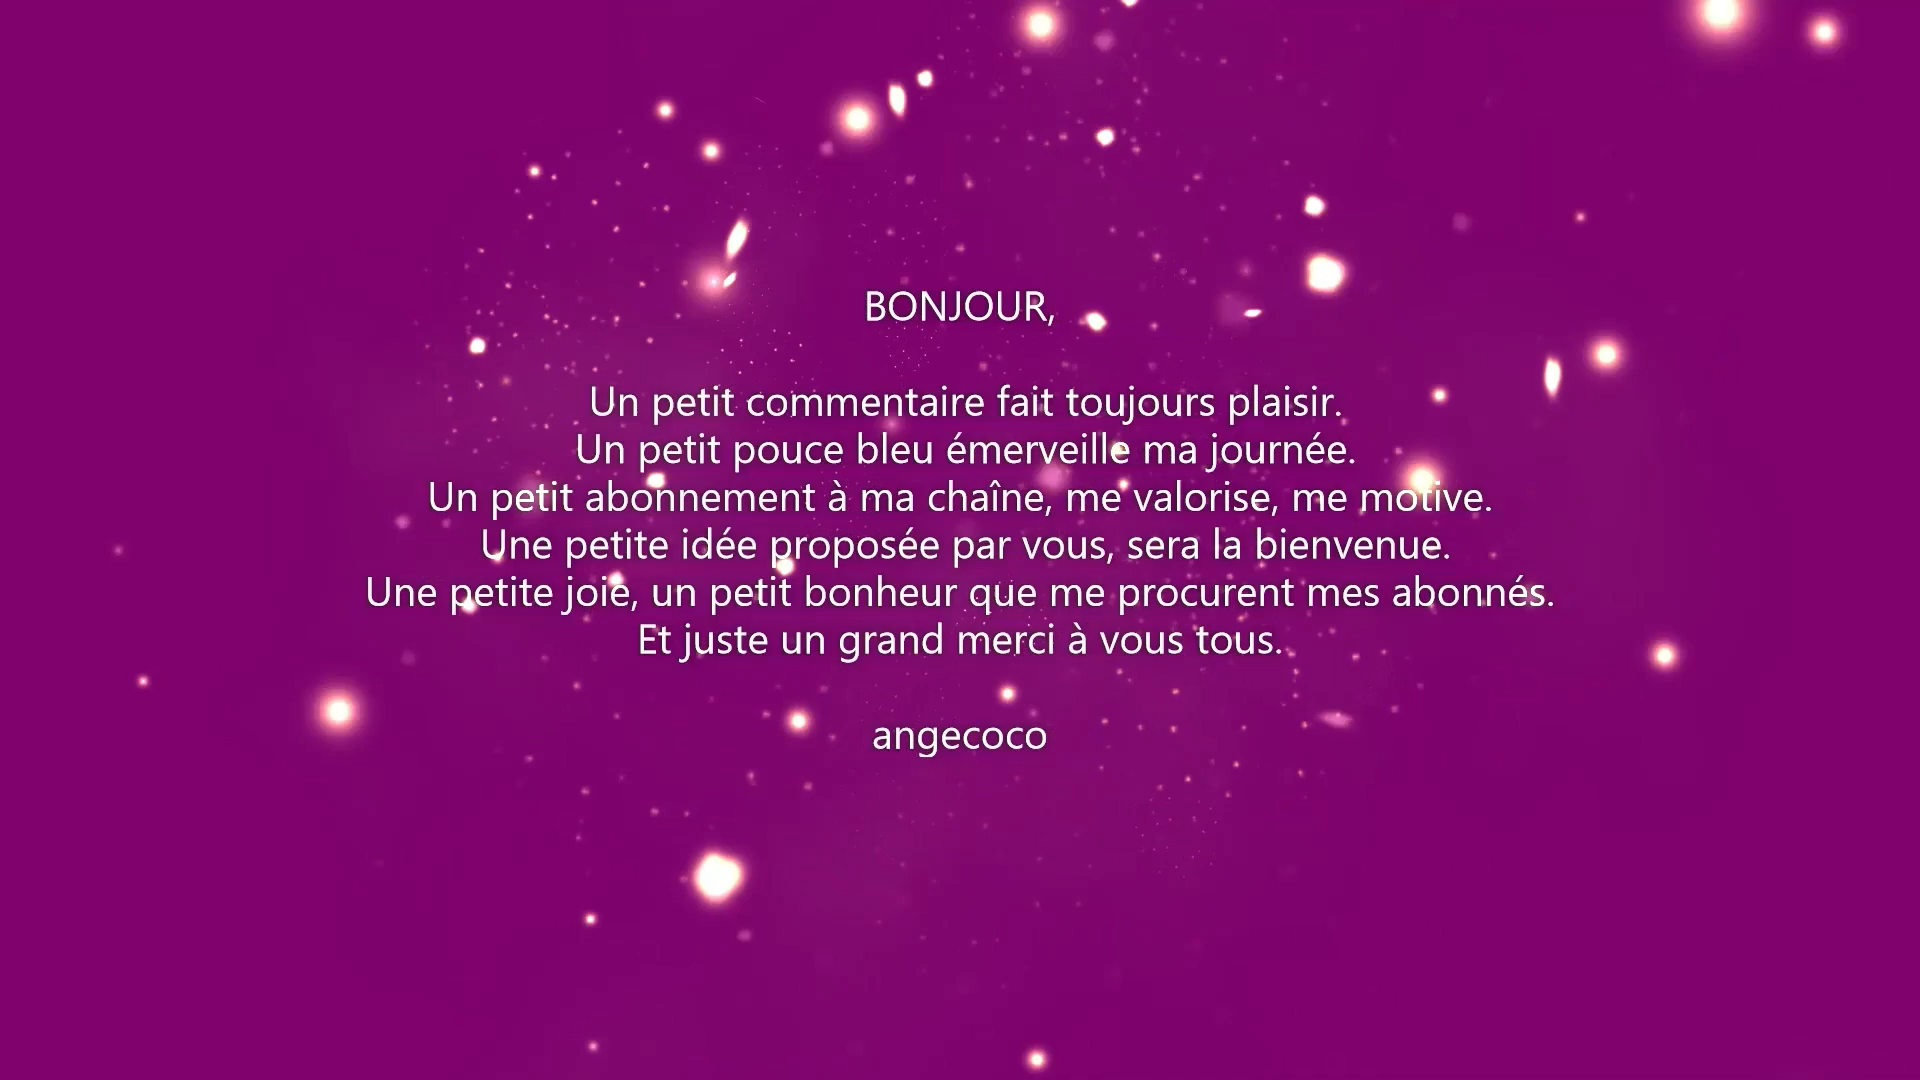 BONJOUR,
Un petit commentaire fait toujours plaisir.
Un petit pouce bleu émerveille ma journée.
Un petit abonnement à ma chaîne, me valorise, me motive.
Une petite idée proposée par vous, sera la bienvenue.
Une petite joie, un petit bonheur que me procurent mes abonnés.
Et juste un grand merci à vous tous.
angecoco